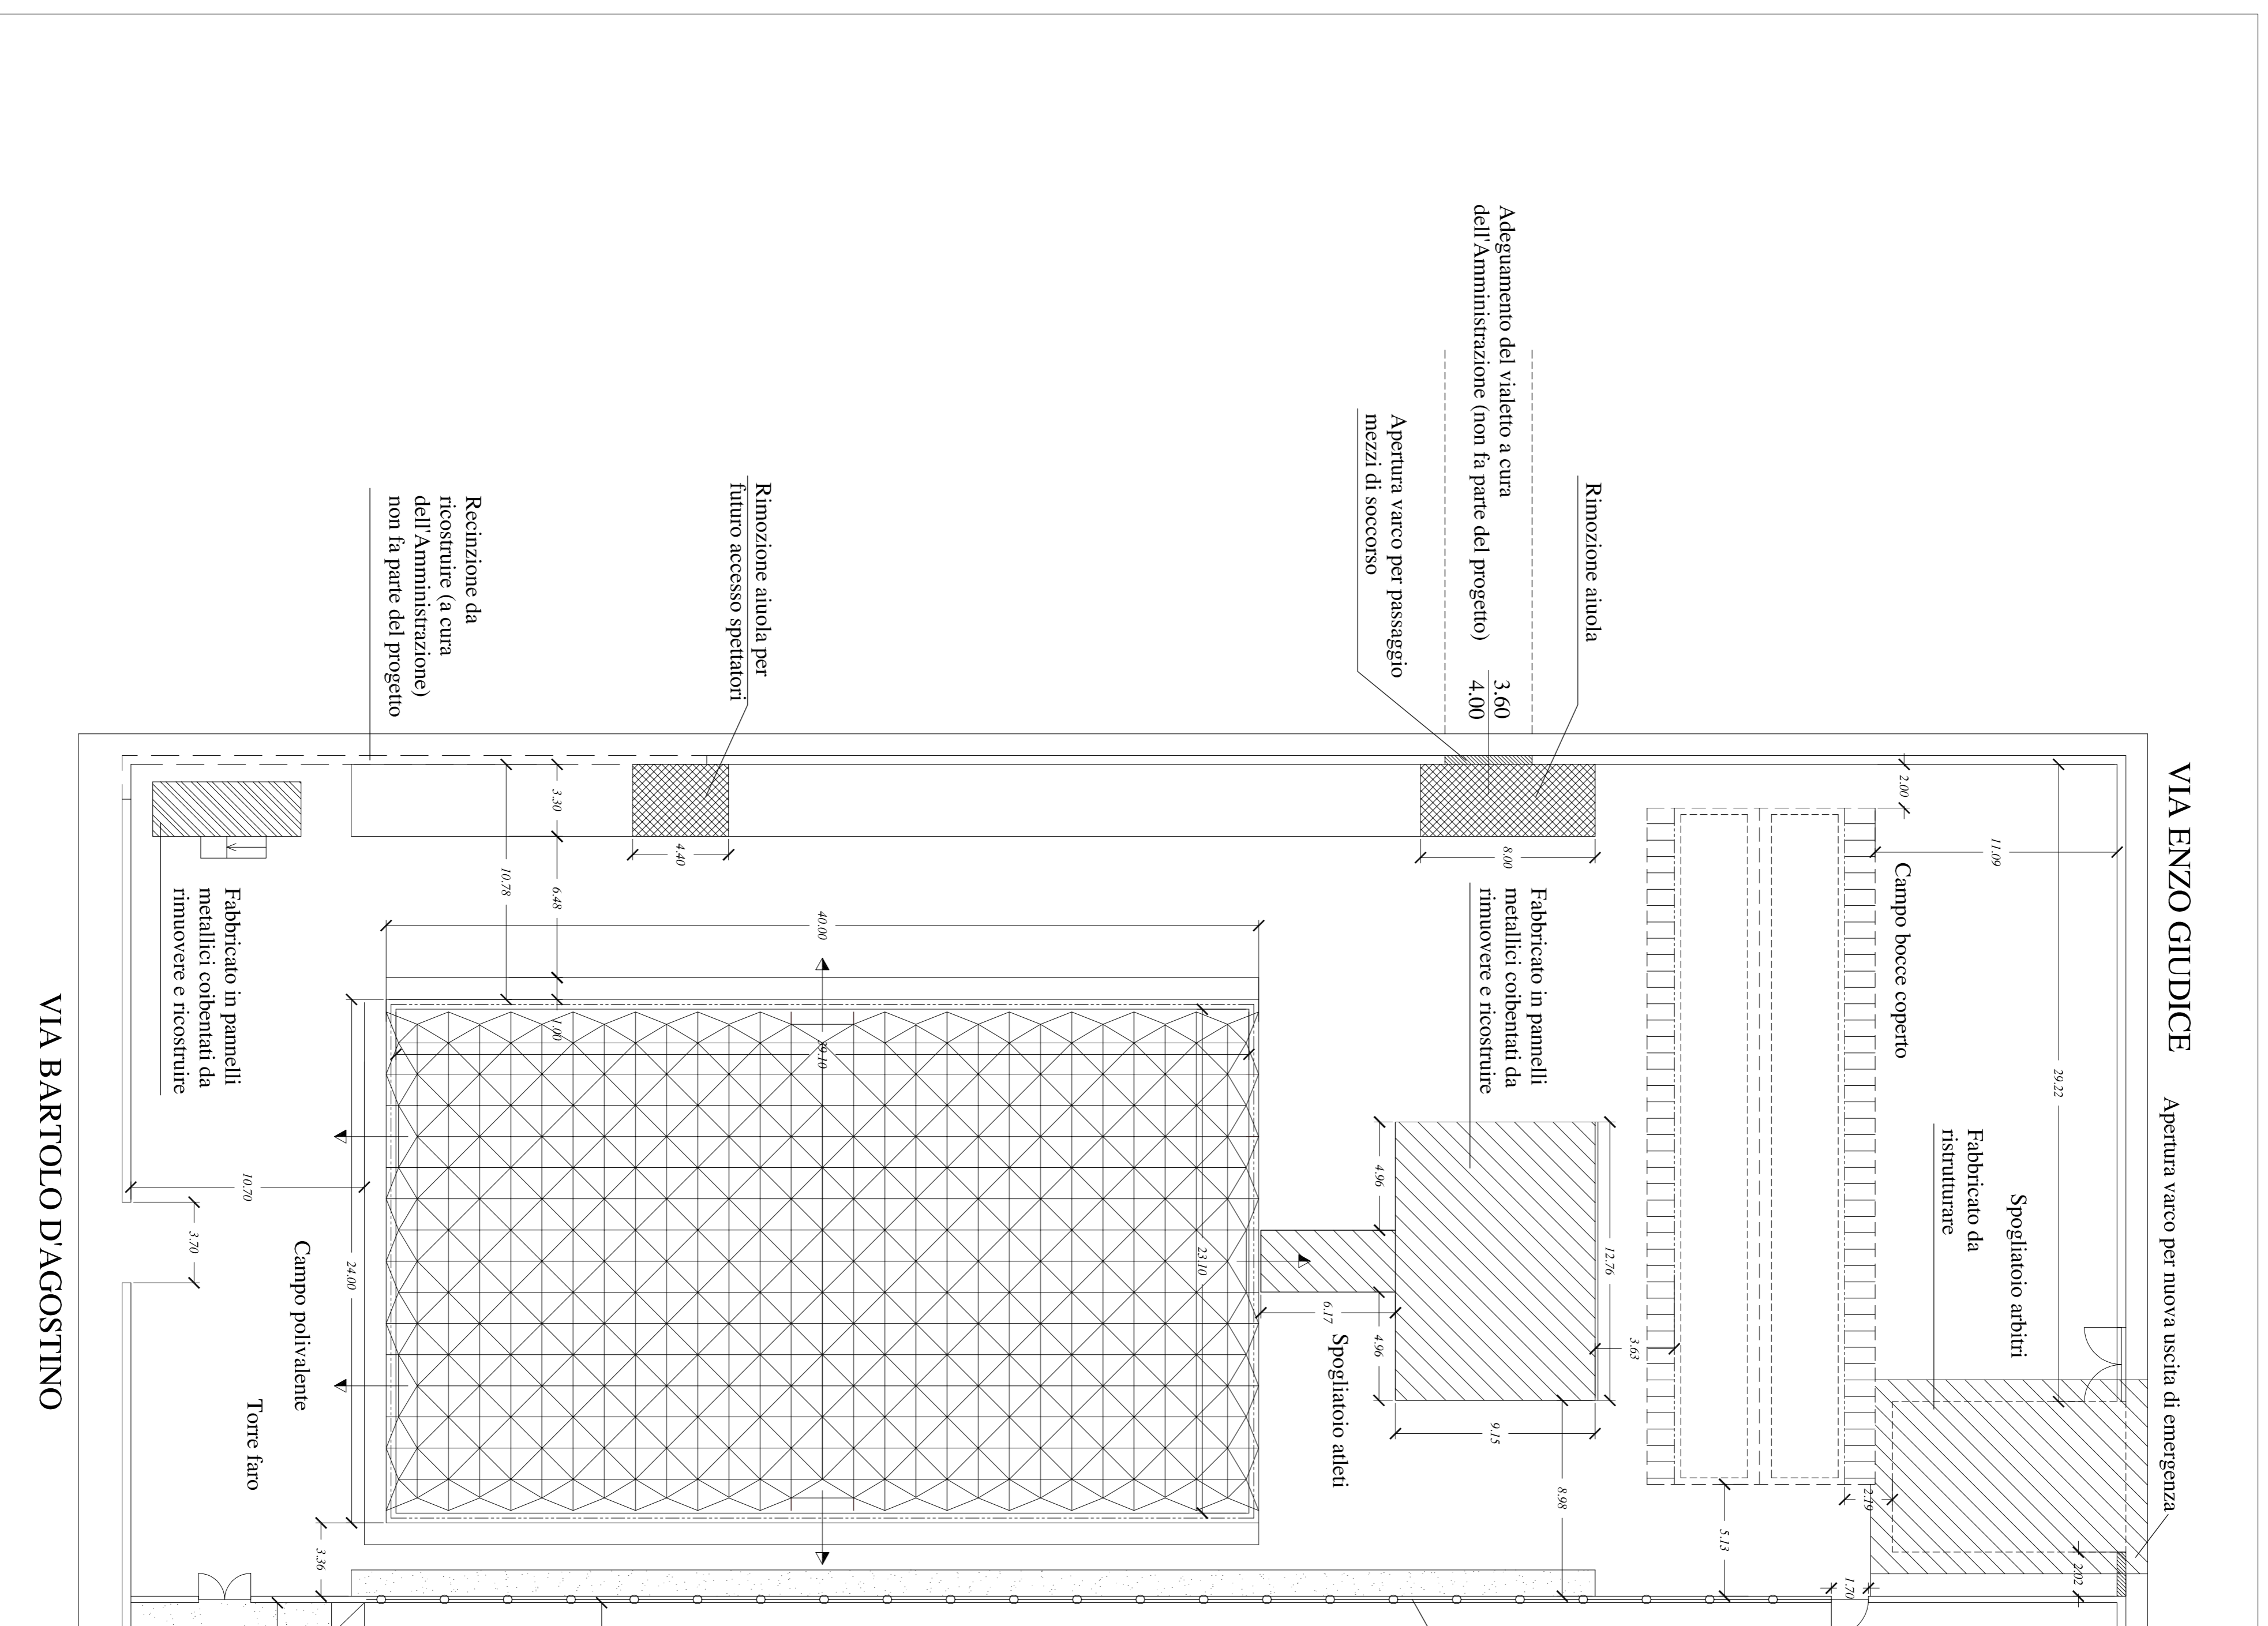 VIA ENZO GIUDICE
Apertura varco per nuova uscita di emergenza
Spogliatoio arbitri
Fabbricato da
ristrutturare
Campo bocce coperto
2.00
11.09
29.22
2.19
2.02
1.70
5.13
Rimozione aiuola
Adeguamento del vialetto a cura
dell'Amministrazione (non fa parte del progetto)
3.60
4.00
Apertura varco per passaggio
mezzi di soccorso
8.00
Fabbricato in pannelli
metallici coibentati da
rimuovere e ricostruire
12.76
3.63
9.15
8.98
4.96
4.96
6.17
Spogliatoio atleti
Rimozione aiuola per
futuro accesso spettatori
4.40
40.00
39.10
23.10
3.30
6.48
1.00
10.78
Recinzione da
ricostruire (a cura
dell'Amministrazione)
non fa parte del progetto
24.00
3.36
Campo polivalente
Torre faro
10.70
3.70
Fabbricato in pannelli
metallici coibentati da
rimuovere e ricostruire
VIA BARTOLO D'AGOSTINO